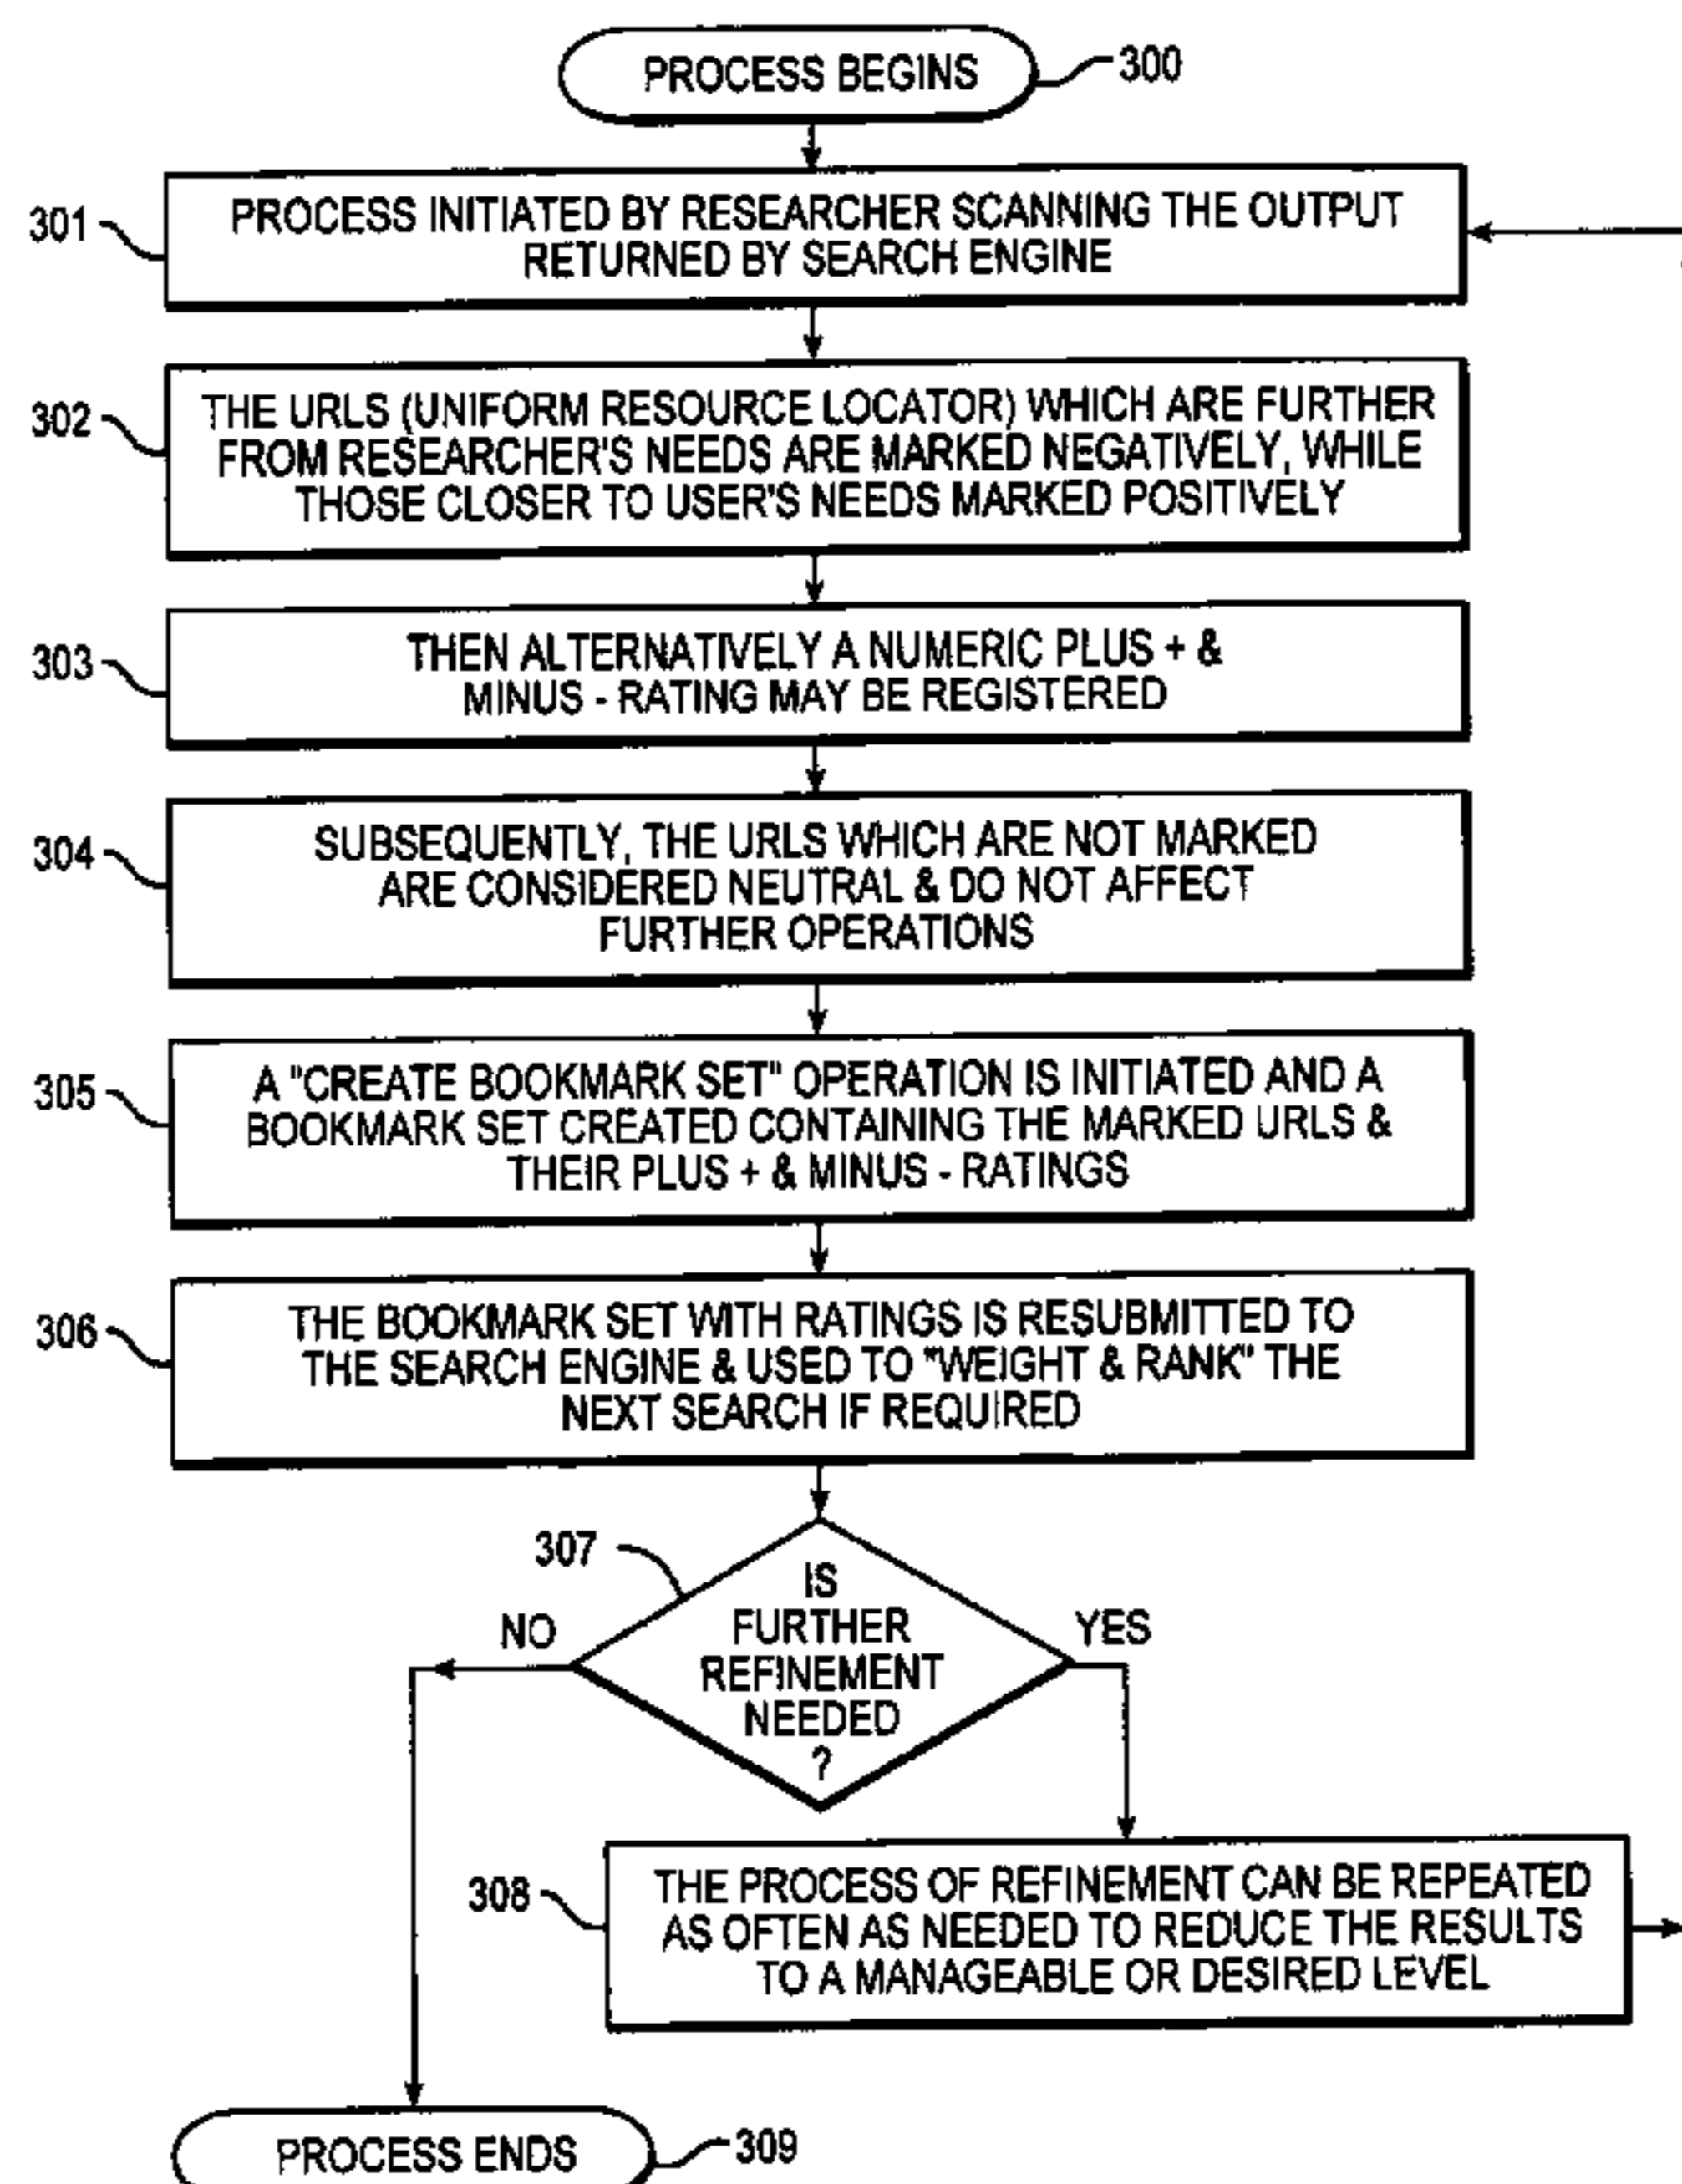 PROCESS BEGINS
300
301
PROCESS INITIATED BY RESEARCHER SCANNING THE OUTPUT
RETURNED BY SEARCH ENGINE
302
THE URLS (UNIFORM RESOURCE LOCATOR) WHICH ARE FURTHER
FROM RESEARCHER'S NEEDS ARE MARKED NEGATIVELY, WHILE
THOSE CLOSER TO USER'S NEEDS MARKED POSITIVELY
303
THEN ALTERNATIVELY A NUMERIC PLUS + &
MINUS - RATING MAY BE REGISTERED
304
SUBSEQUENTLY, THE URLS WHICH ARE NOT MARKED
ARE CONSIDERED NEUTRAL & DO NOT AFFECT
FURTHER OPERATIONS
305
A "CREATE BOOKMARK SET" OPERATION IS INITIATED AND A
BOOKMARK SET CREATED CONTAINING THE MARKED URLS &
THEIR PLUS + & MINUS - RATINGS
306
THE BOOKMARK SET WITH RATINGS IS RESUBMITTED TO
THE SEARCH ENGINE & USED TO "WEIGHT & RANK" THE
NEXT SEARCH IF REQUIRED
307
IS
FURTHER
REFINEMENT
NEEDED
?
NO
YES
308
THE PROCESS OF REFINEMENT CAN BE REPEATED
AS OFTEN AS NEEDED TO REDUCE THE RESULTS
TO A MANAGEABLE OR DESIRED LEVEL
PROCESS ENDS
309